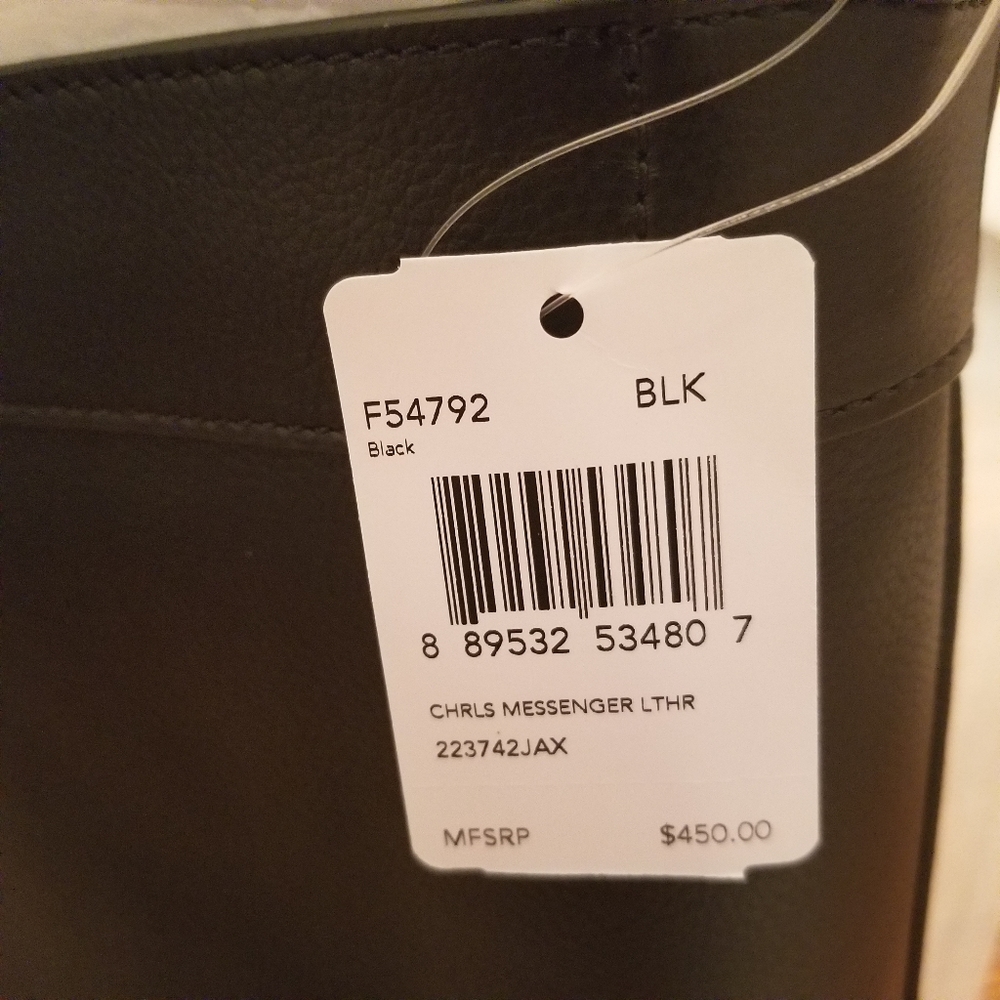 F54792 BLK
Black
8 89532 53480 7
CHRLS MESSENGER LTHR
223742JAX
MFSRP $450.00